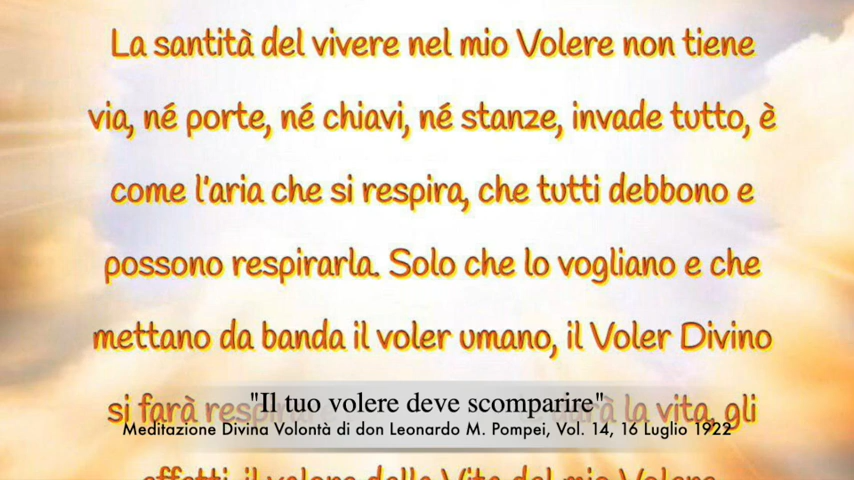 La santità del vivere nel mio Volere non tiene
via, né porte, né chiavi, né stanze, invade tutto, è
come l'aria che si respira, che tutti debbono e
possono respirarla. Solo che lo vogliano e che
mettano da banda il voler umano, il Voler Divino
si farà la vita, gli
"Il tuo volere deve scomparire"
Meditazione Divina Volontà di don Leonardo M. Pompei, Vol. 14, 16 Luglio 1922
effetti, il valore della Vita del mio Volere